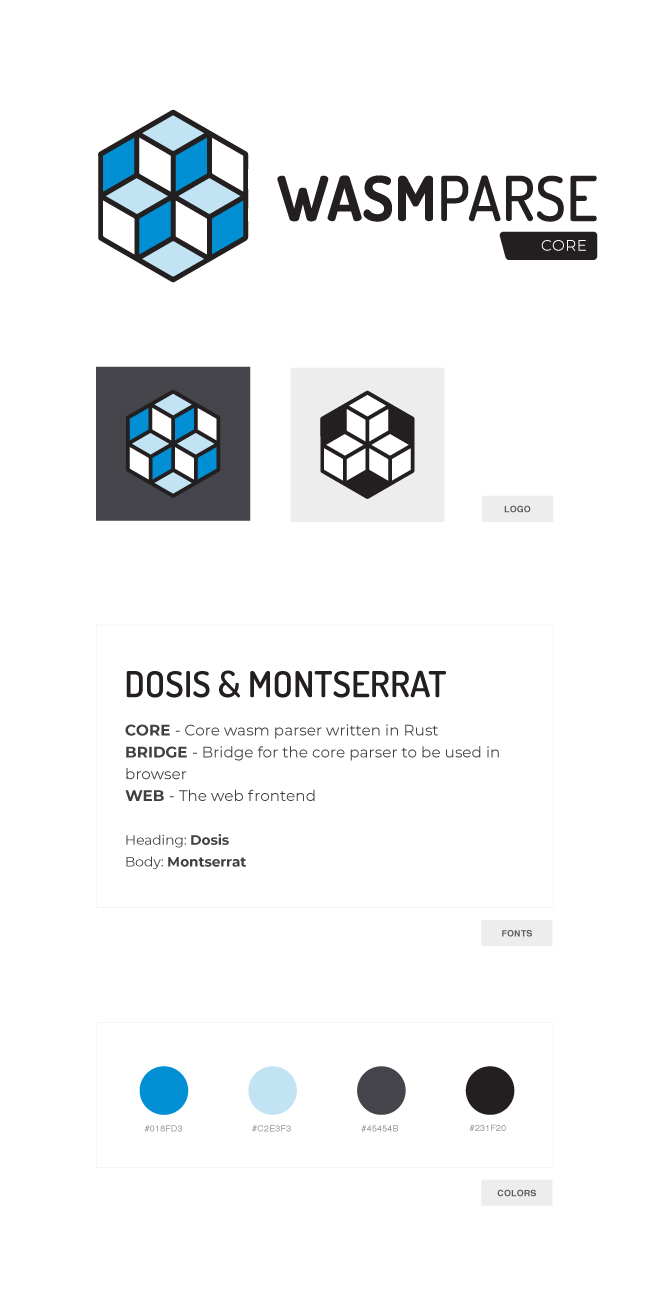 WASMPARSE
CORE
LOGO
DOSIS & MONTSERRAT
CORE - Core wasm parser written in Rust
BRIDGE - Bridge for the core parser to be used in
browser
WEB - The web frontend
Heading: Dosis
Body: Montserrat
FONTS
#018FD3 #C2E3F3 #45454B #231F20
COLORS